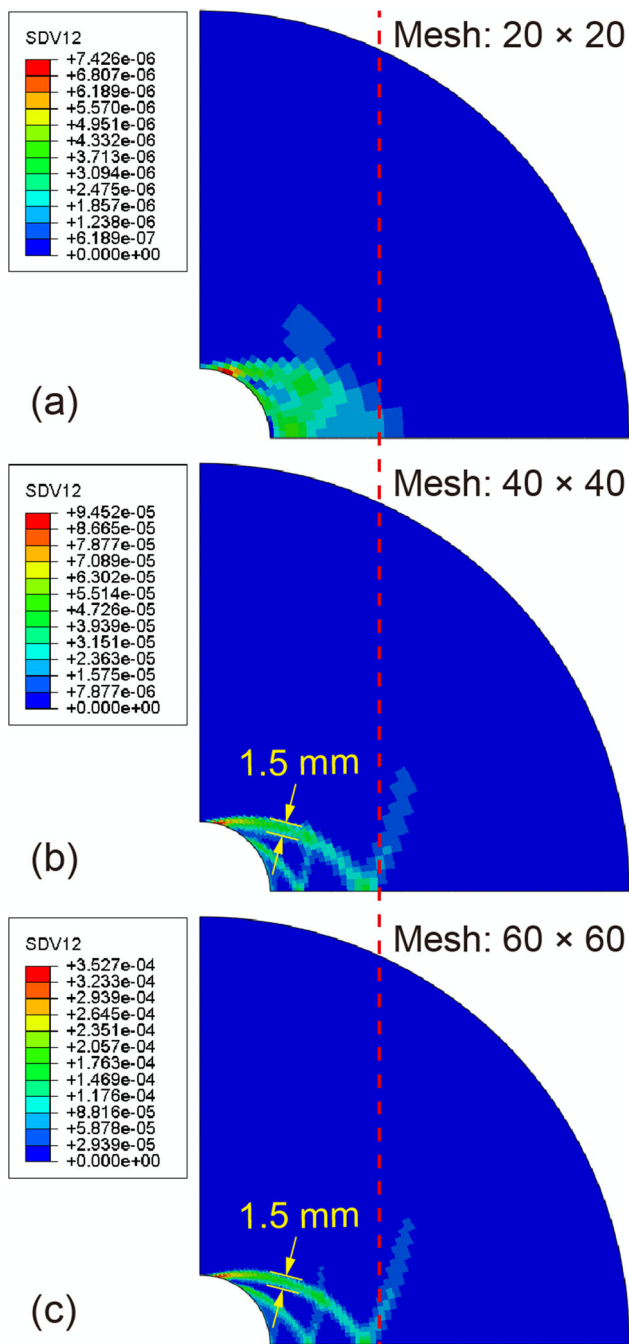 SDV12
+7.426e-06
+6.807e-06
+6.189e-06
+5.570e-06
+4.951e-06
+4.332e-06
+3.713e-06
+3.094e-06
+2.475e-06
+1.857e-06
+1.238e-06
+6.189e-07
+0.000e+00
Mesh: 20 × 20
(a)
SDV12
+9.452e-05
+8.665e-05
+7.877e-05
+7.089e-05
+6.302e-05
+5.514e-05
+4.726e-05
+3.939e-05
+3.151e-05
+2.363e-05
+1.575e-05
+7.877e-06
+0.000e+00
Mesh: 40 × 40
1.5 mm
(b)
SDV12
+3.527e-04
+3.233e-04
+2.939e-04
+2.645e-04
+2.351e-04
+2.057e-04
+1.763e-04
+1.469e-04
+1.176e-04
+8.816e-05
+5.878e-05
+2.939e-05
+0.000e+00
Mesh: 60 × 60
1.5 mm
(c)